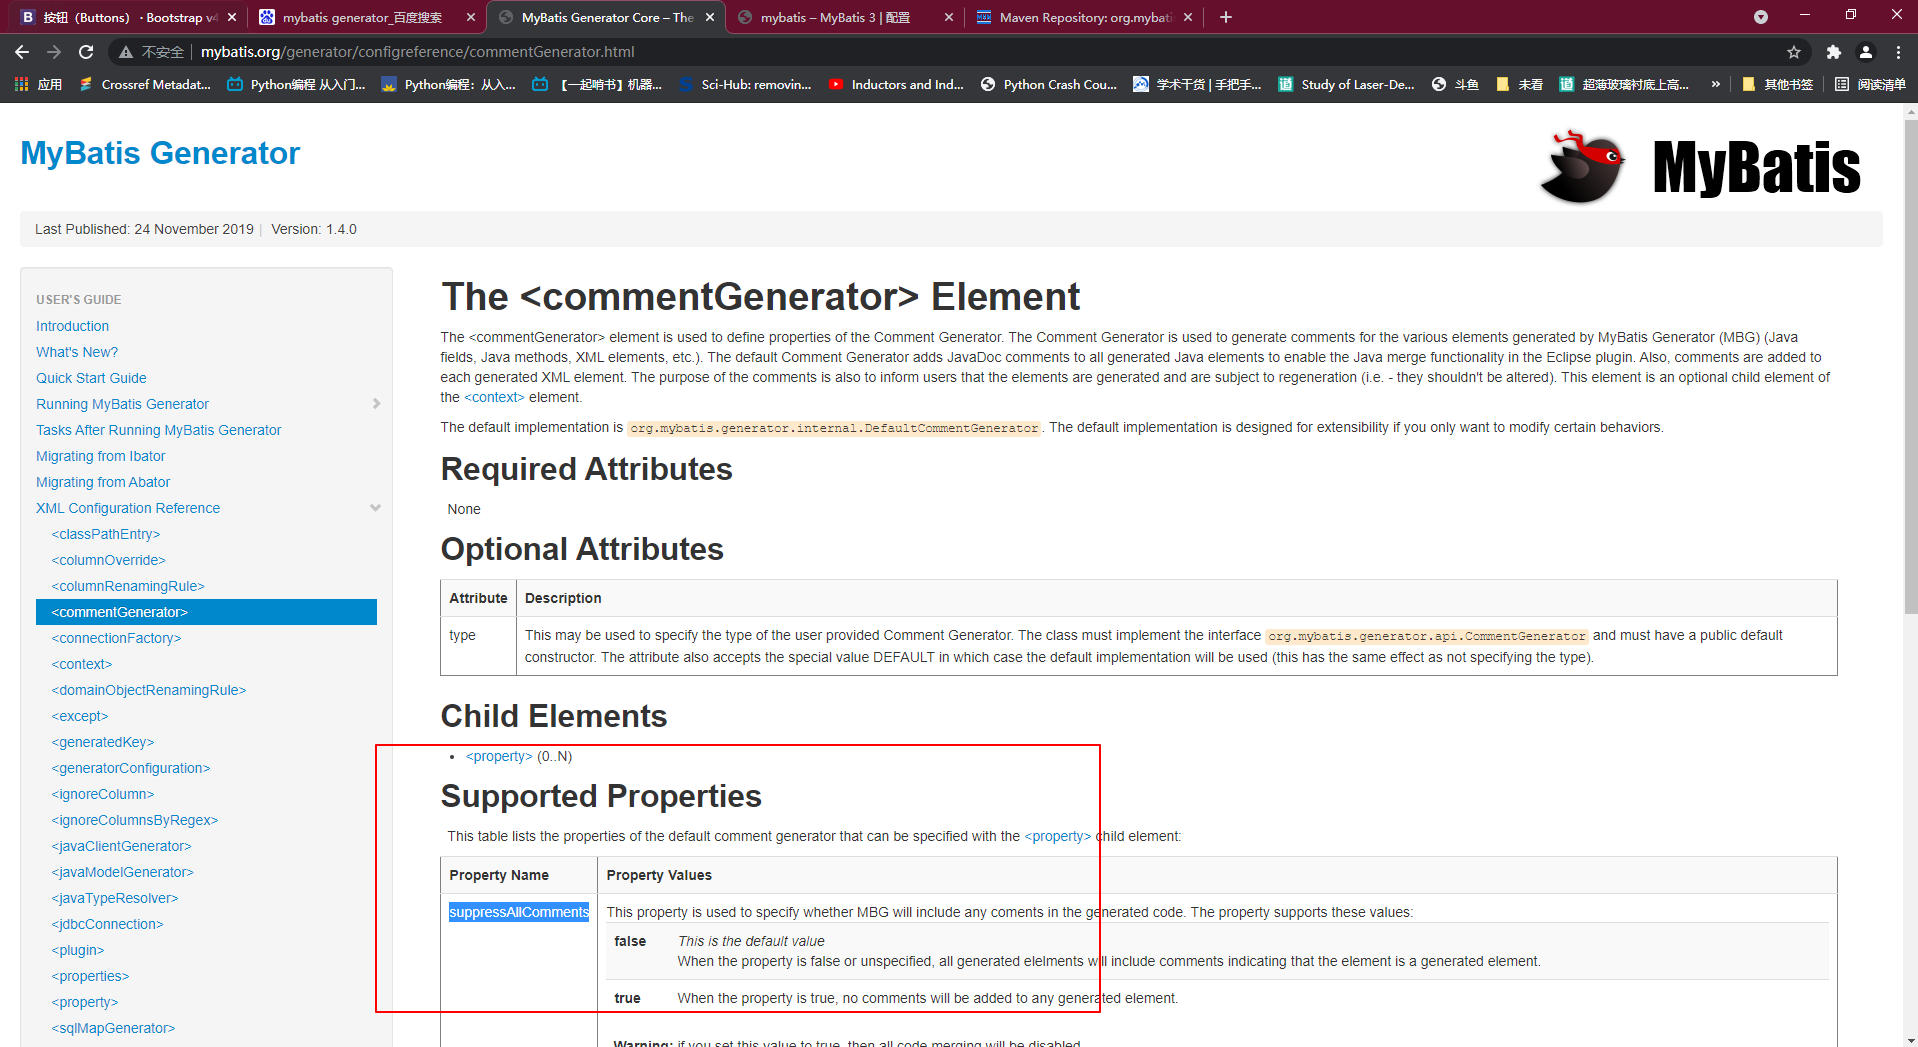 按钮（Buttons） · Bootstrap v4
mybatis generator_百度搜索
MyBatis Generator Core – The
mybatis – MyBatis 3 | 配置
Maven Repository: org.mybati
不安全 | mybatis.org/generator/configreference/commentGenerator.html
应用
Crossref Metadat...
Python编程 从入门...
Python编程：从入...
【一起啃书】机器...
Sci-Hub: removin...
Inductors and Ind...
Python Crash Cou...
学术干货 | 手把手...
Study of Laser-De...
斗鱼
未看
超薄玻璃衬底上高...
»
其他书签
阅读清单
MyBatis Generator
MyBatis
Last Published: 24 November 2019 | Version: 1.4.0
USER'S GUIDE
Introduction
What's New?
Quick Start Guide
Running MyBatis Generator
Tasks After Running MyBatis Generator
Migrating from Ibator
Migrating from Abator
XML Configuration Reference
<classPathEntry>
<columnOverride>
<columnRenamingRule>
<commentGenerator>
<connectionFactory>
<context>
<domainObjectRenamingRule>
<except>
<generatedKey>
<generatorConfiguration>
<ignoreColumn>
<ignoreColumnsByRegex>
<javaClientGenerator>
<javaModelGenerator>
<javaTypeResolver>
<jdbcConnection>
<plugin>
<properties>
<property>
<sqlMapGenerator>
The <commentGenerator> Element
The <commentGenerator> element is used to define properties of the Comment Generator. The Comment Generator is used to generate comments for the various elements generated by MyBatis Generator (MBG) (Java
fields, Java methods, XML elements, etc.). The default Comment Generator adds JavaDoc comments to all generated Java elements to enable the Java merge functionality in the Eclipse plugin. Also, comments are added to
each generated XML element. The purpose of the comments is also to inform users that the elements are generated and are subject to regeneration (i.e. - they shouldn't be altered). This element is an optional child element of
the <context> element.
The default implementation is org.mybatis.generator.internal.DefaultCommentGenerator. The default implementation is designed for extensibility if you only want to modify certain behaviors.
Required Attributes
None
Optional Attributes
Attribute Description
type This may be used to specify the type of the user provided Comment Generator. The class must implement the interface org.mybatis.generator.api.CommentGenerator and must have a public default
constructor. The attribute also accepts the special value DEFAULT in which case the default implementation will be used (this has the same effect as not specifying the type).
Child Elements
• <property> (0..N)
Supported Properties
This table lists the properties of the default comment generator that can be specified with the <property> child element:
Property Name Property Values
suppressAllComments This property is used to specify whether MBG will include any coments in the generated code. The property supports these values:
false This is the default value
When the property is false or unspecified, all generated elelments will include comments indicating that the element is a generated element.
true When the property is true, no comments will be added to any generated element.
Warning: if you set this value to true, then all code merging will be disabled.